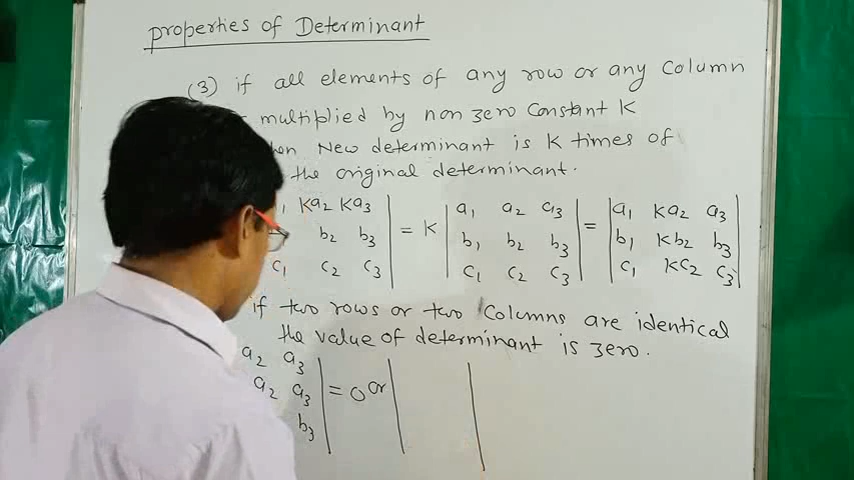 properties of Determinant
(3) if all elements of any row or any Column
multiplied by non zero Constant K
New determinant is K times of
the original determinant.
Ka2 Ka3 | = K | a1 a2 a3 | = | a1 Ka2 a3 |
b2 b3 | b1 b2 b3 | b1 Kb2 b3 |
c1 c2 c3 | c1 c2 c3 | c1 Kc2 c3 |
if two rows or two Columns are identical
the value of determinant is zero.
a2 a3 |
a2 a3 | = 0 or | |
b3 |